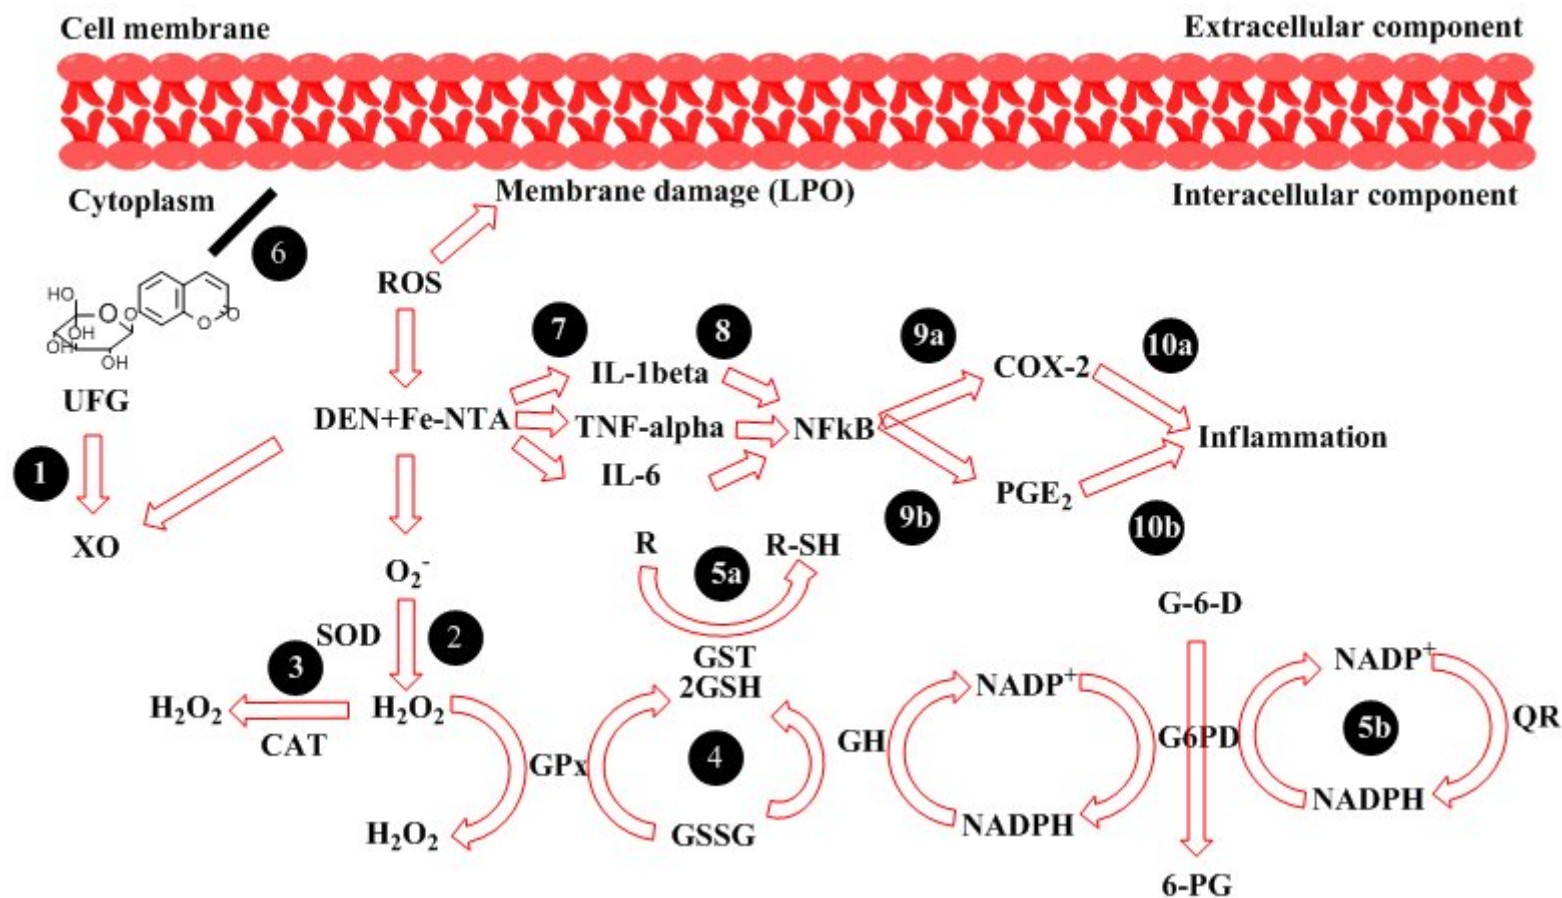 Cell membrane
Extracellular component
Cytoplasm
Membrane damage (LPO)
Interacellular component
6
ROS
HO
O
O
O
O
OH
OH
OH
UFG
7
8
9a
10a
IL-1beta
COX-2
DEN+Fe-NTA
TNF-alpha
NFkB
Inflammation
IL-6
1
PGE₂
9b
10b
XO
R
R-SH
5a
O₂⁻
G-6-D
SOD
2
3
GST
NADP⁺
2GSH
NADP⁺
H₂O₂
H₂O₂
CAT
GPx
4
GH
G6PD
5b
QR
NADPH
H₂O₂
GSSG
NADPH
6-PG